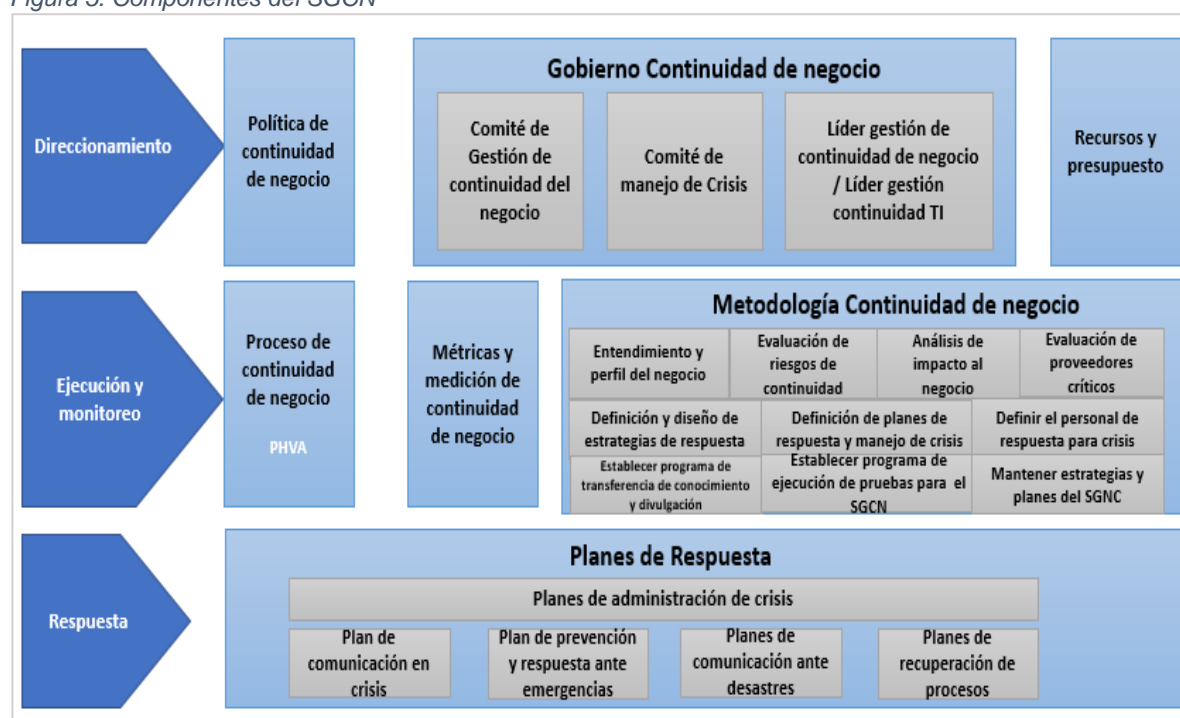 Figura 3. Componentes del SGCN
Direccionamiento
Política de
continuidad
de negocio
Gobierno Continuidad de negocio
Comité de
Gestión de
continuidad del
negocio
Comité de
manejo de Crisis
Líder gestión de
continuidad de negocio
/ Líder gestión
continuidad TI
Recursos y
presupuesto
Ejecución y
monitoreo
Proceso de
continuidad
de negocio
PHVA
Métricas y
medición de
continuidad
de negocio
Metodología Continuidad de negocio
Entendimiento y
perfil del negocio
Evaluación de
riesgos de
continuidad
Análisis de
impacto al
negocio
Evaluación de
proveedores
críticos
Definición y diseño de
estrategias de respuesta
Definición de planes de
respuesta y manejo de crisis
Definir el personal de
respuesta para crisis
Establecer programa de
transferencia de conocimiento
y divulgación
Establecer programa de
ejecución de pruebas para el
SGCN
Mantener estrategias y
planes del SGNC
Respuesta
Planes de Respuesta
Planes de administración de crisis
Plan de
comunicación en
crisis
Plan de prevención
y respuesta ante
emergencias
Planes de
comunicación ante
desastres
Planes de
recuperación de
procesos